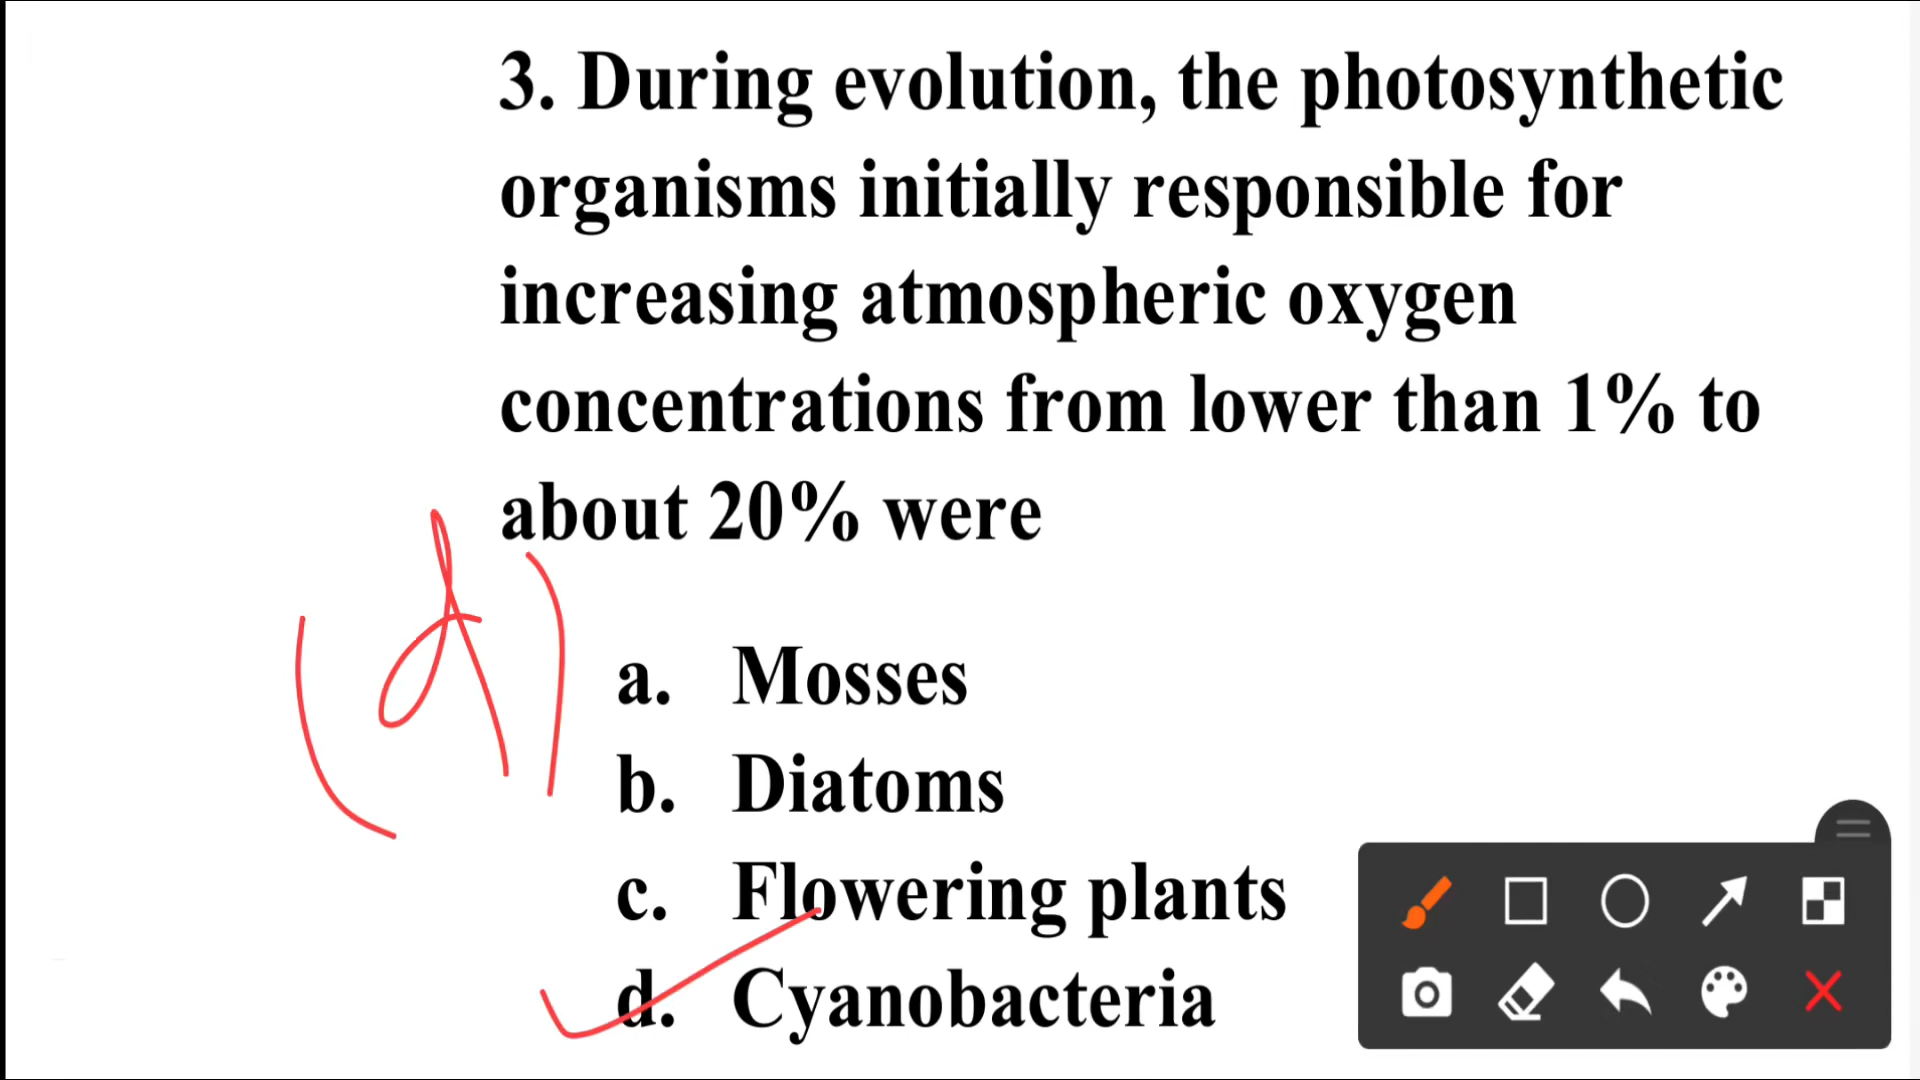 3. During evolution, the photosynthetic
organisms initially responsible for
increasing atmospheric oxygen
concentrations from lower than 1% to
about 20% were
(d)
a. Mosses
b. Diatoms
c. Flowering plants
d. Cyanobacteria